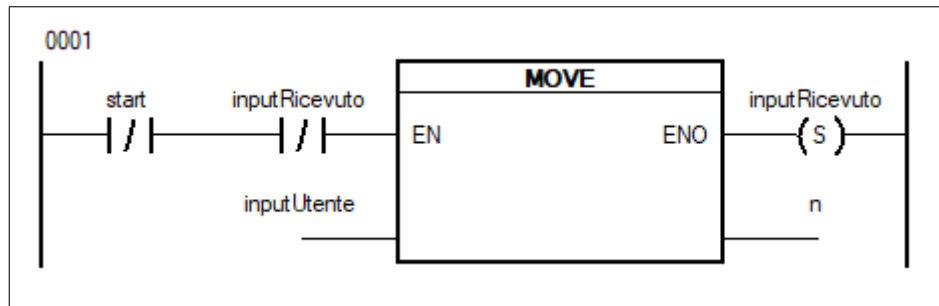 0001
MOVE
start
inputRicevuto
inputRicevuto
EN
ENO
S
inputUtente
n